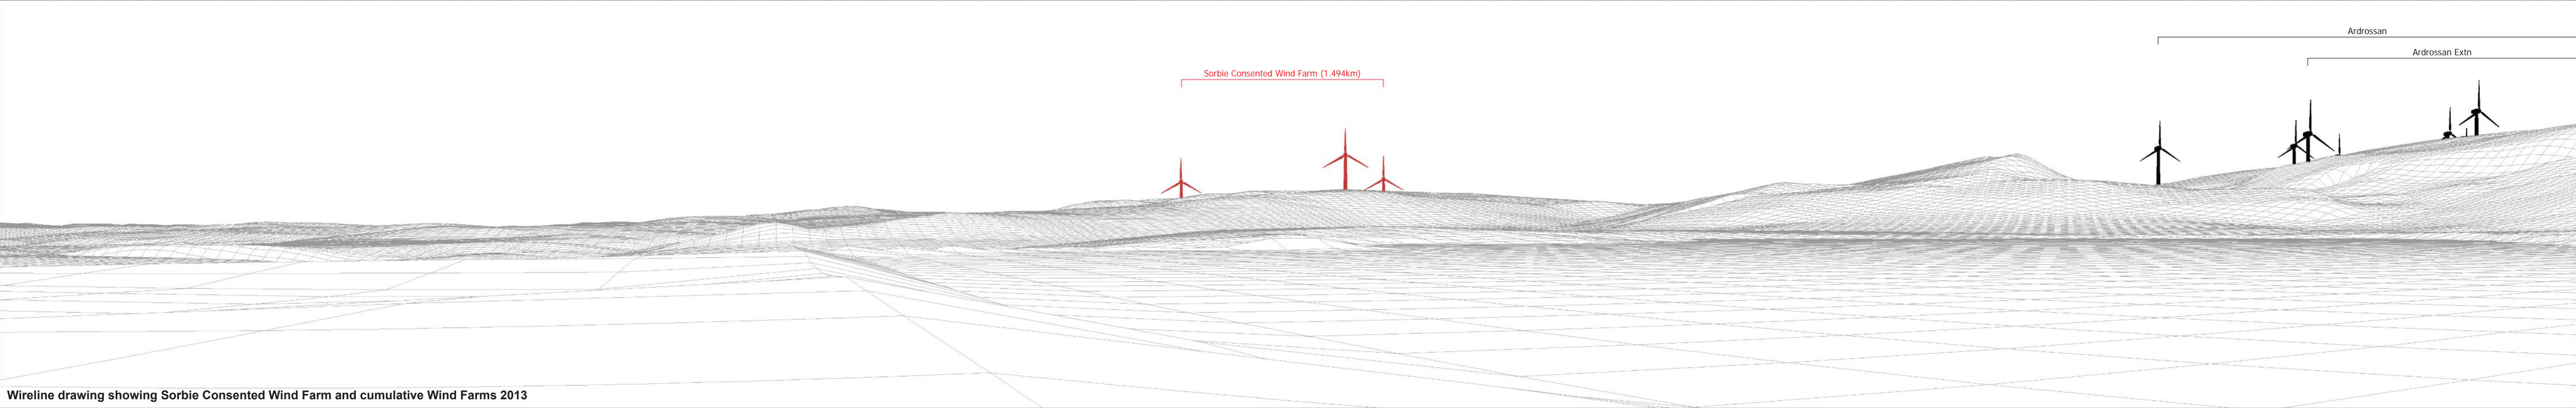 Ardrossan
Ardrossan Extn
Sorbie Consented Wind Farm (1.494km)
Wireline drawing showing Sorbie Consented Wind Farm and cumulative Wind Farms 2013